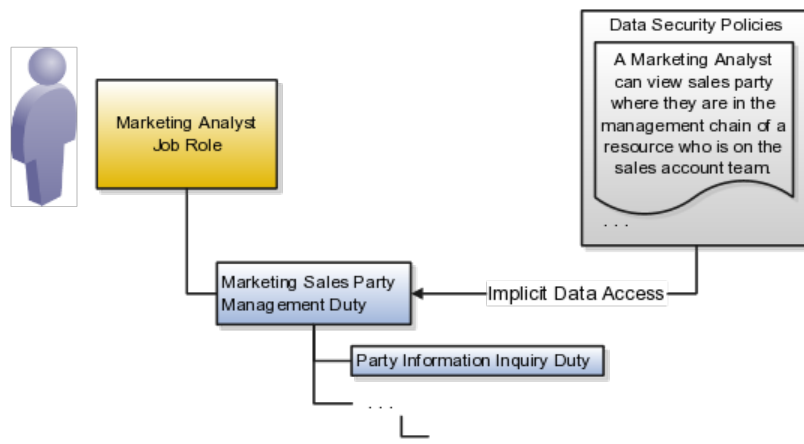 Data Security Policies
A Marketing Analyst
can view sales party
where they are in the
management chain of a
resource who is on the
sales account team.
. . .
Marketing Analyst
Job Role
Marketing Sales Party
Management Duty
Implicit Data Access
Party Information Inquiry Duty
. . .